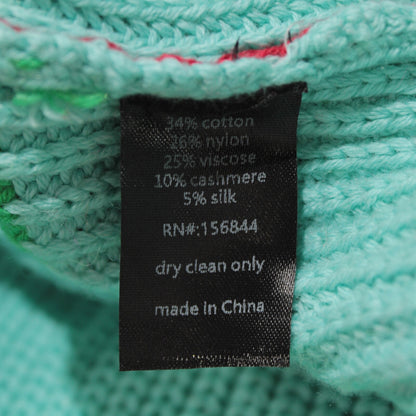 34% cotton
26% nylon
25% viscose
10% cashmere
5% silk
RN#:156844
dry clean only
made in China